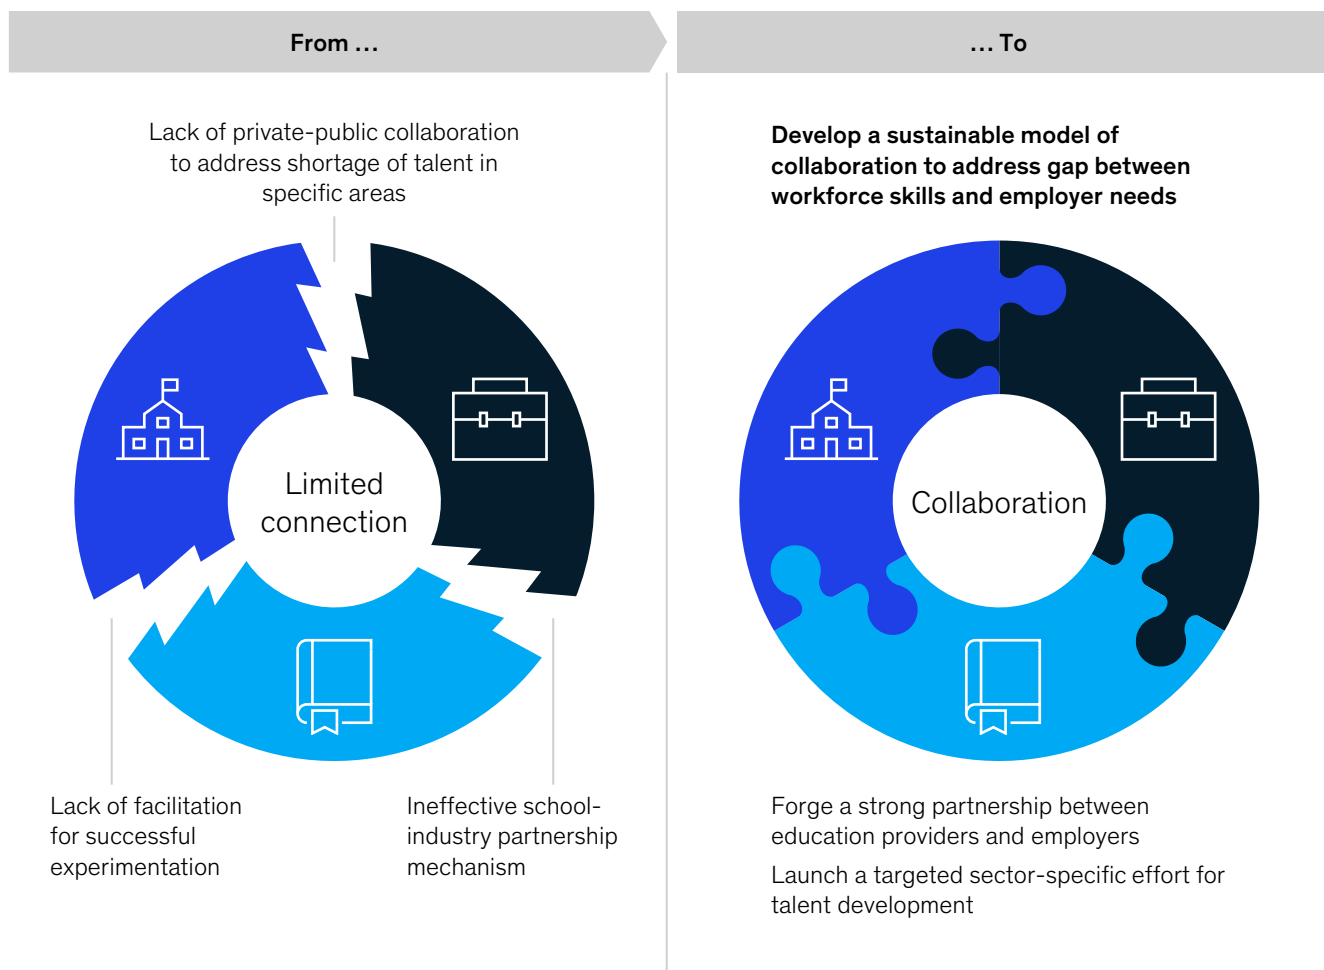 From ...
Lack of private-public collaboration
to address shortage of talent in
specific areas
Limited
connection
Lack of facilitation
for successful
experimentation
Ineffective school-
industry partnership
mechanism
... To
Develop a sustainable model of
collaboration to address gap between
workforce skills and employer needs
Collaboration
Forge a strong partnership between
education providers and employers
Launch a targeted sector-specific effort for
talent development